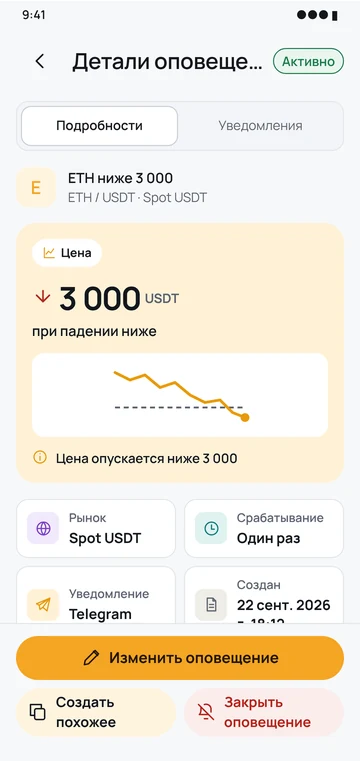 9:41
Детали оповеще...
Активно
Подробности
Уведомления
E
ETH ниже 3 000
ETH / USDT · Spot USDT
Цена
3 000 USDT
при падении ниже
Цена опускается ниже 3 000
Рынок
Spot USDT
Срабатывание
Один раз
Уведомление
Telegram
Создан
22 сент. 2026
г. 18:12
Изменить оповещение
Создать
похожее
Закрыть
оповещение